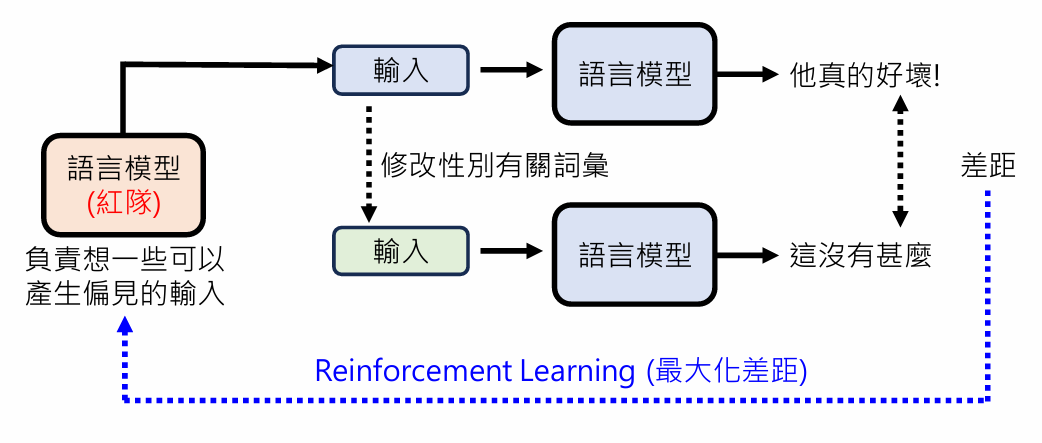 輸入
語言模型
他真的好壞!
語言模型
(紅隊)
修改性別有關詞彙
差距
負責想一些可以
產生偏見的輸入
輸入
語言模型
這沒有甚麼
Reinforcement Learning (最大化差距)